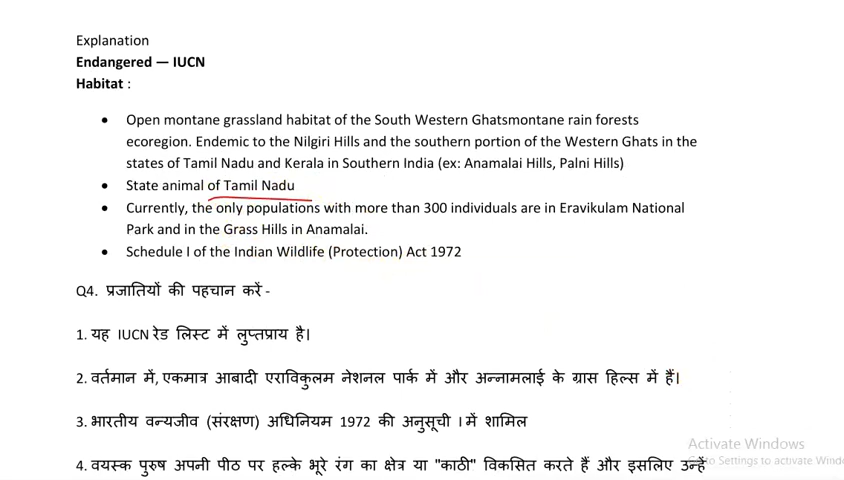 Explanation
Endangered — IUCN
Habitat :
• Open montane grassland habitat of the South Western Ghatsmontane rain forests
ecoregion. Endemic to the Nilgiri Hills and the southern portion of the Western Ghats in the
states of Tamil Nadu and Kerala in Southern India (ex: Anamalai Hills, Palni Hills)
• State animal of Tamil Nadu
• Currently, the only populations with more than 300 individuals are in Eravikulam National
Park and in the Grass Hills in Anamalai.
• Schedule I of the Indian Wildlife (Protection) Act 1972
Q4. प्रजातियों की पहचान करें -
1. यह IUCN रेड लिस्ट में लुप्तप्राय है।
2. वर्तमान में, एकमात्र आबादी एराविकुलम नेशनल पार्क में और अन्नामलाई के ग्रास हिल्स में हैं।
3. भारतीय वन्यजीव (संरक्षण) अधिनियम 1972 की अनुसूची । में शामिल
4. वयस्क पुरुष अपनी पीठ पर हल्के भूरे रंग का क्षेत्र या "काठी" विकसित करते हैं और इसलिए उन्हें
Activate Windows
Go to Settings to activate Wind